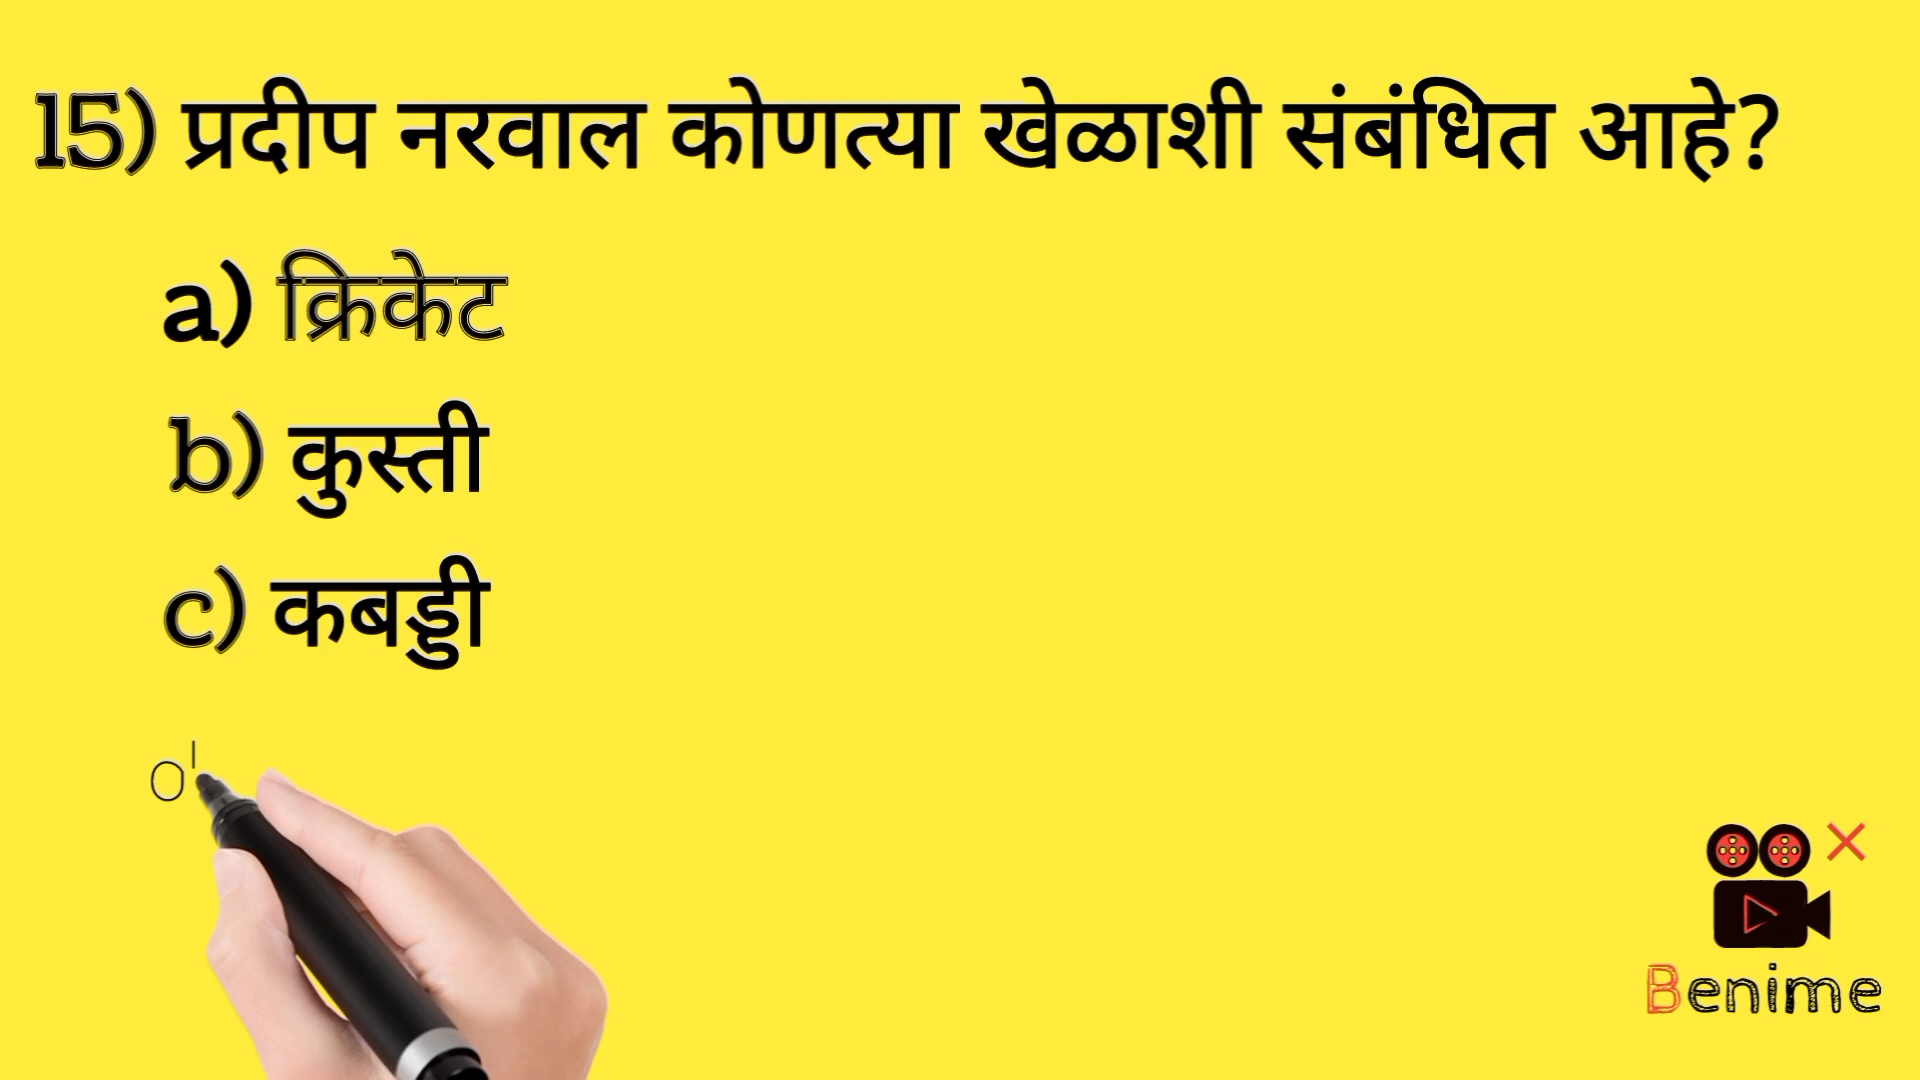 15) प्रदीप नरवाल कोणत्या खेळाशी संबंधित आहे?
a) क्रिकेट
b) कुस्ती
c) कबड्डी
Benime